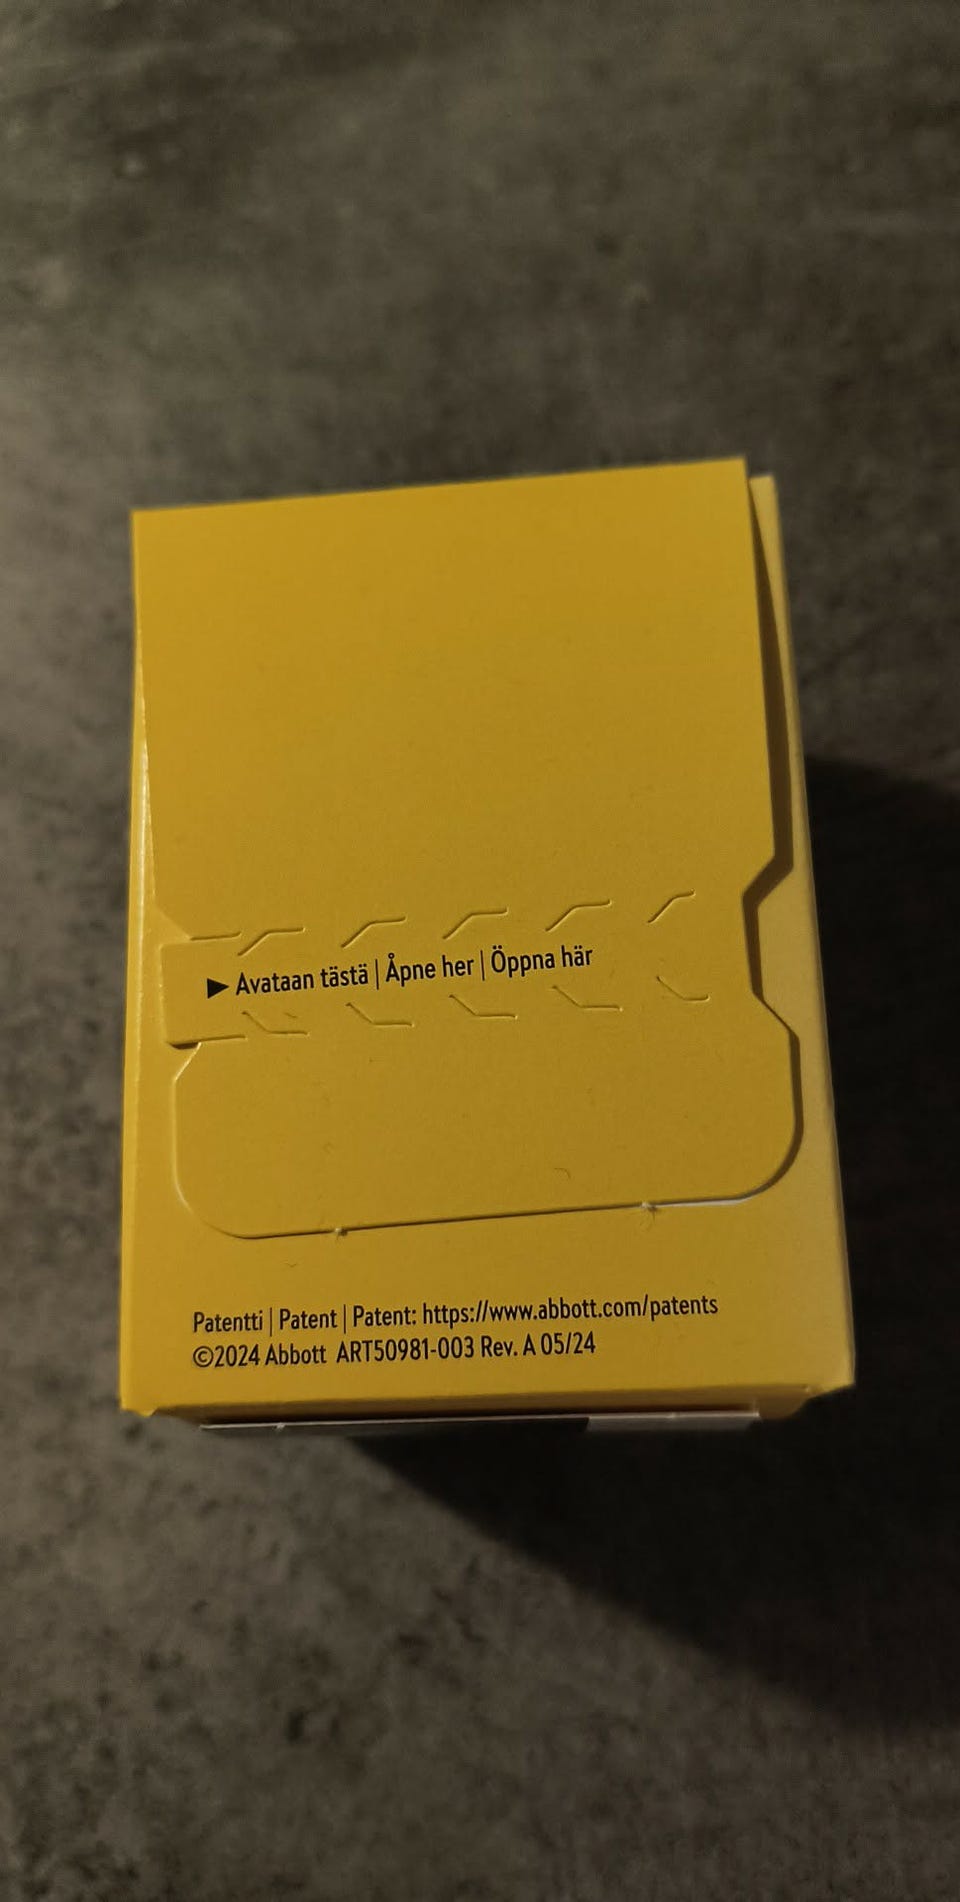 ▶ Avataan tästä | Åpne her | Öppna här
Patentti | Patent | Patent: https://www.abbott.com/patents
©2024 Abbott ART50981-003 Rev. A 05/24